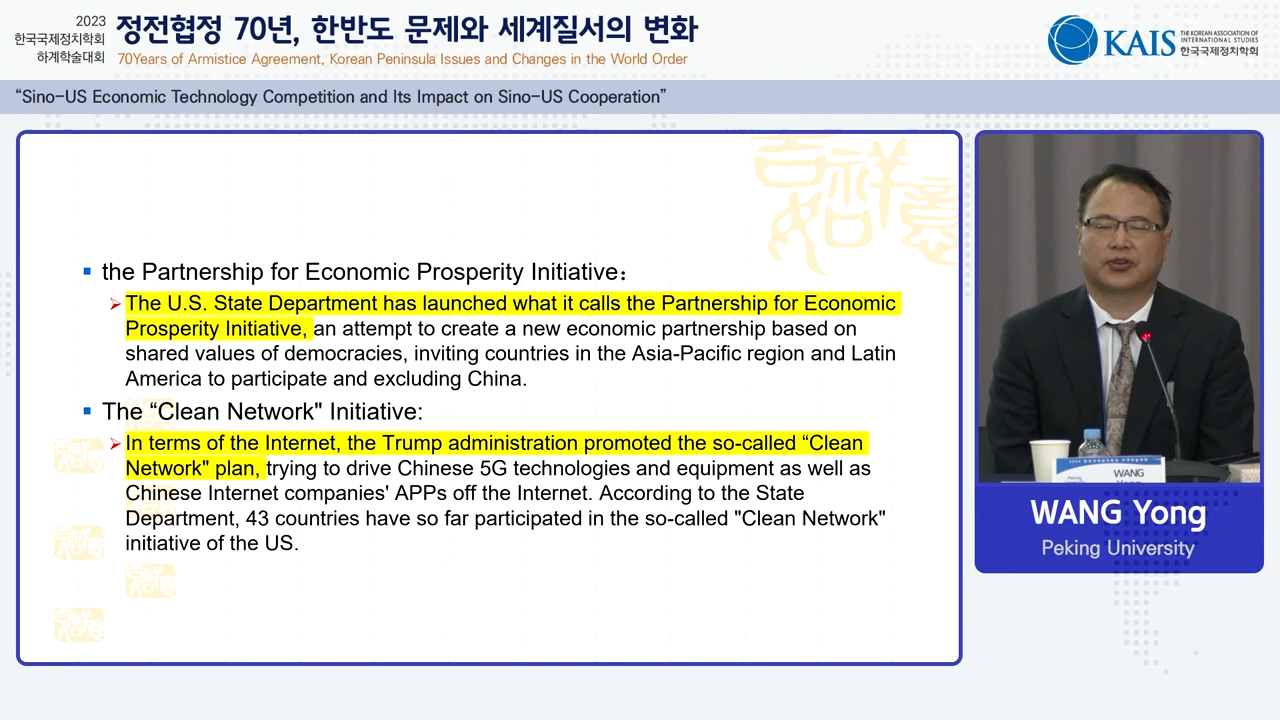 2023
한국국제정치학회
하계학술대회
정전협정 70년, 한반도 문제와 세계질서의 변화
70Years of Armistice Agreement, Korean Peninsula Issues and Changes in the World Order
KAIS
THE KOREAN ASSOCIATION OF
INTERNATIONAL STUDIES
한국국제정치학회
“Sino-US Economic Technology Competition and Its Impact on Sino-US Cooperation”
吉祥
如意
the Partnership for Economic Prosperity Initiative：
The U.S. State Department has launched what it calls the Partnership for Economic
Prosperity Initiative, an attempt to create a new economic partnership based on
shared values of democracies, inviting countries in the Asia-Pacific region and Latin
America to participate and excluding China.
The “Clean Network" Initiative:
In terms of the Internet, the Trump administration promoted the so-called “Clean
Network" plan, trying to drive Chinese 5G technologies and equipment as well as
Chinese Internet companies' APPs off the Internet. According to the State
Department, 43 countries have so far participated in the so-called "Clean Network"
initiative of the US.
WANG
WANG Yong
Peking University